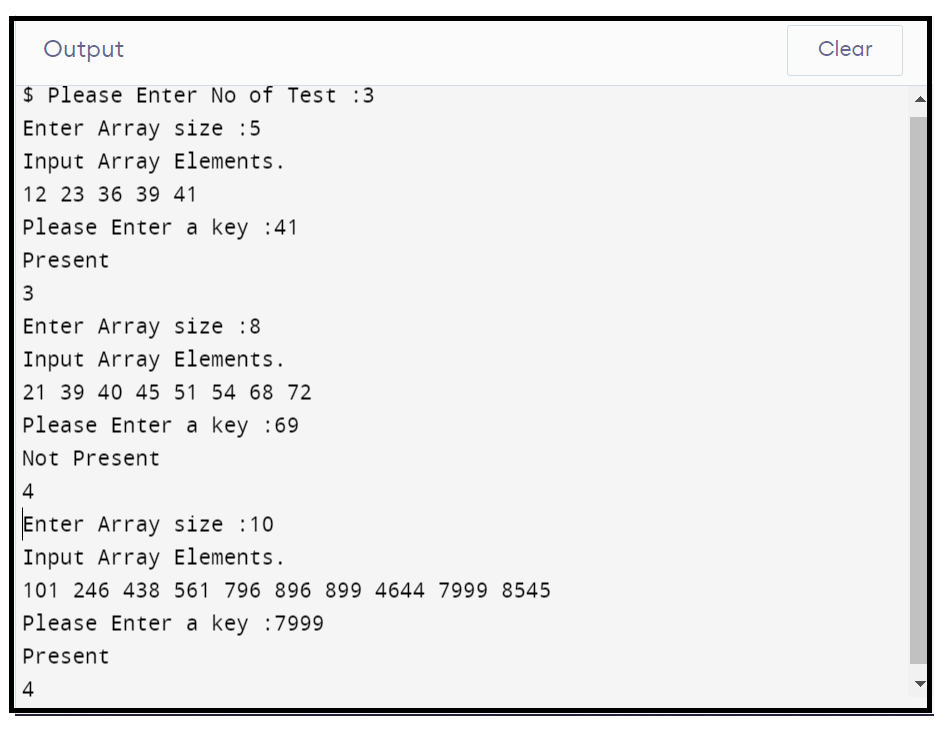 Output
Clear
$ Please Enter No of Test :3
Enter Array size :5
Input Array Elements.
12 23 36 39 41
Please Enter a key :41
Present
3
Enter Array size :8
Input Array Elements.
21 39 40 45 51 54 68 72
Please Enter a key :69
Not Present
4
Enter Array size :10
Input Array Elements.
101 246 438 561 796 896 899 4644 7999 8545
Please Enter a key :7999
Present
4